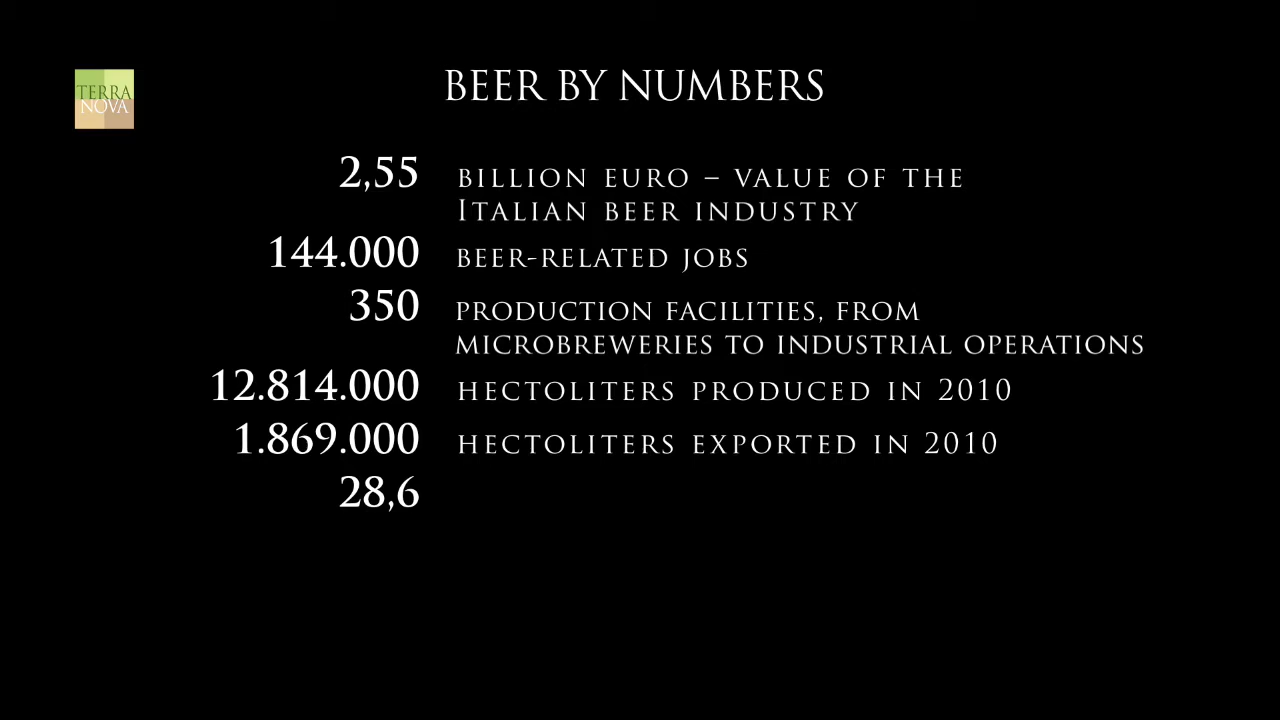 TERRA
NOVA
BEER BY NUMBERS
2,55 BILLION EURO – VALUE OF THE
ITALIAN BEER INDUSTRY
144.000 BEER-RELATED JOBS
350 PRODUCTION FACILITIES, FROM
MICROBREWERIES TO INDUSTRIAL OPERATIONS
12.814.000 HECTOLITERS PRODUCED IN 2010
1.869.000 HECTOLITERS EXPORTED IN 2010
28,6